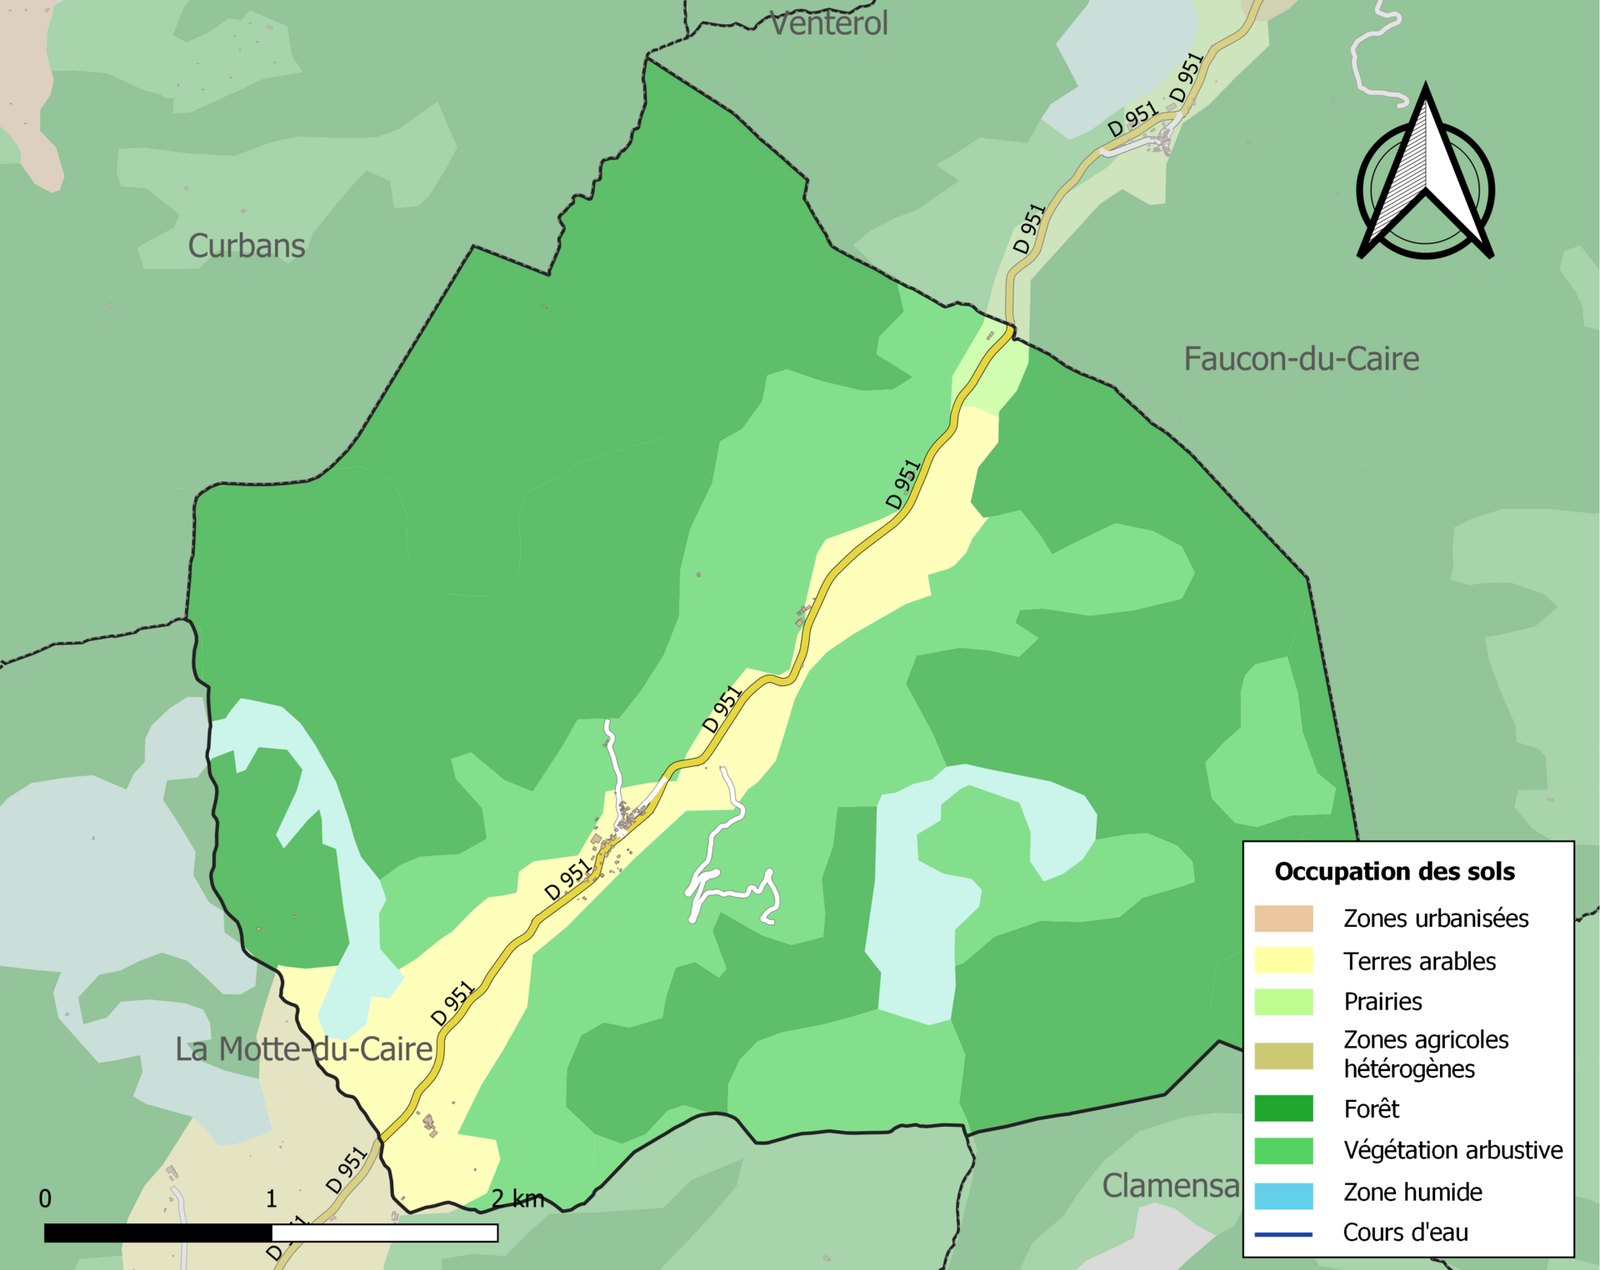 Ventérol
D 951
D 951
D 951
Curbans
Faucon-du-Caire
D 951
D 951
D 951
D 951
La Motte-du-Caire
D 951
D 951
Clamensa
0 1 2 km
Occupation des sols
Zones urbanisées
Terres arables
Prairies
Zones agricoles
hétérogènes
Forêt
Végétation arbustive
Zone humide
Cours d'eau